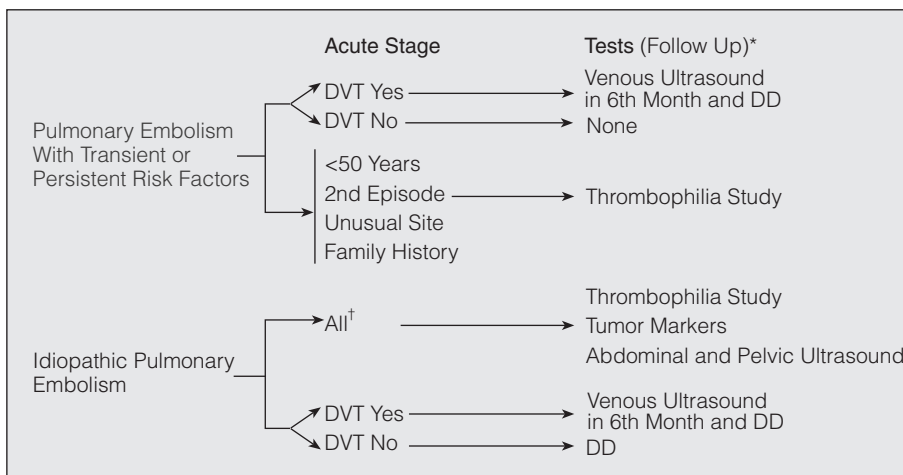 Acute Stage
Tests (Follow Up)*
DVT Yes
Venous Ultrasound
in 6th Month and DD
DVT No
None
Pulmonary Embolism
With Transient or
Persistent Risk Factors
<50 Years
2nd Episode
Unusual Site
Family History
Thrombophilia Study
Idiopathic Pulmonary
Embolism
All†
Thrombophilia Study
Tumor Markers
Abdominal and Pelvic Ultrasound
DVT Yes
Venous Ultrasound
in 6th Month and DD
DVT No
DD